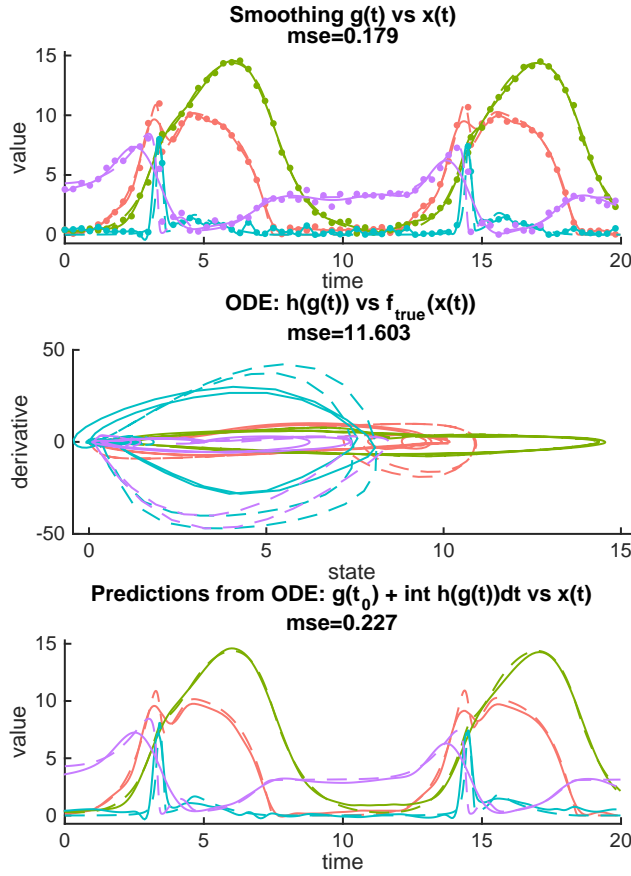 Smoothing g(t) vs x(t)
mse=0.179
15
10
5
0
value
0 5 10 15 20
time
ODE: h(g(t)) vs f_true(x(t))
mse=11.603
50
0
-50
derivative
0 5 10 15
state
Predictions from ODE: g(t_0) + int h(g(t))dt vs x(t)
mse=0.227
15
10
5
0
value
0 5 10 15 20
time